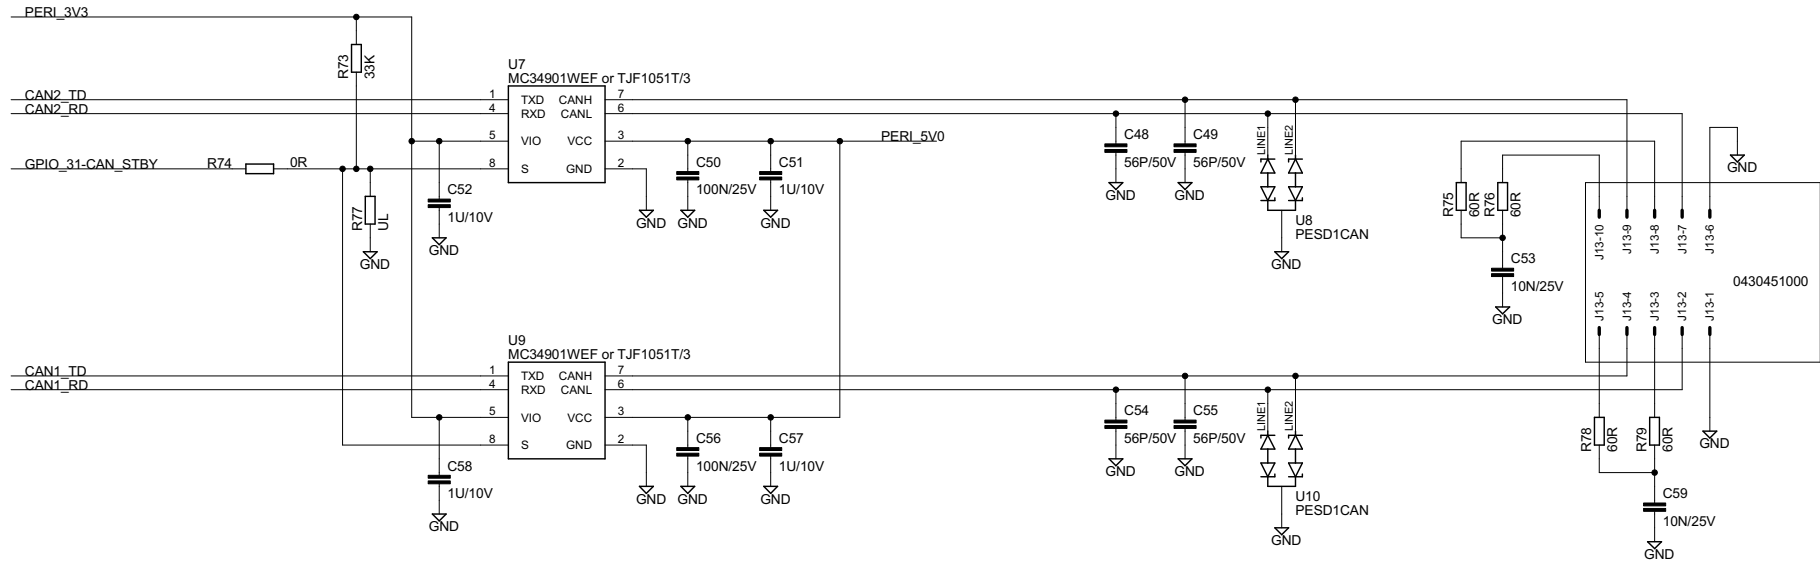 PERI_3V3
R73
33K
U7
MC34901WEF or TJF1051T/3
CAN2_TD
CAN2_RD
1 TXD CANH 7
4 RXD CANL 6
5 VIO VCC 3
8 S GND 2
PERI_5V0
GPIO_31-CAN_STBY
R74
0R
R77
UL
GND
C52
1U/10V
GND
GND
C50
100N/25V
GND
C51
1U/10V
GND
C48
56P/50V
GND
C49
56P/50V
GND
LINE1
LINE2
U8
PESD1CAN
GND
R75
60R
R76
60R
C53
10N/25V
GND
GND
J13-10
J13-9
J13-8
J13-7
J13-6
0430451000
J13-5
J13-4
J13-3
J13-2
J13-1
U9
MC34901WEF or TJF1051T/3
CAN1_TD
CAN1_RD
1 TXD CANH 7
4 RXD CANL 6
5 VIO VCC 3
8 S GND 2
C58
1U/10V
GND
GND
C56
100N/25V
GND
C57
1U/10V
GND
C54
56P/50V
GND
C55
56P/50V
GND
LINE1
LINE2
U10
PESD1CAN
GND
R78
60R
R79
60R
GND
C59
10N/25V
GND